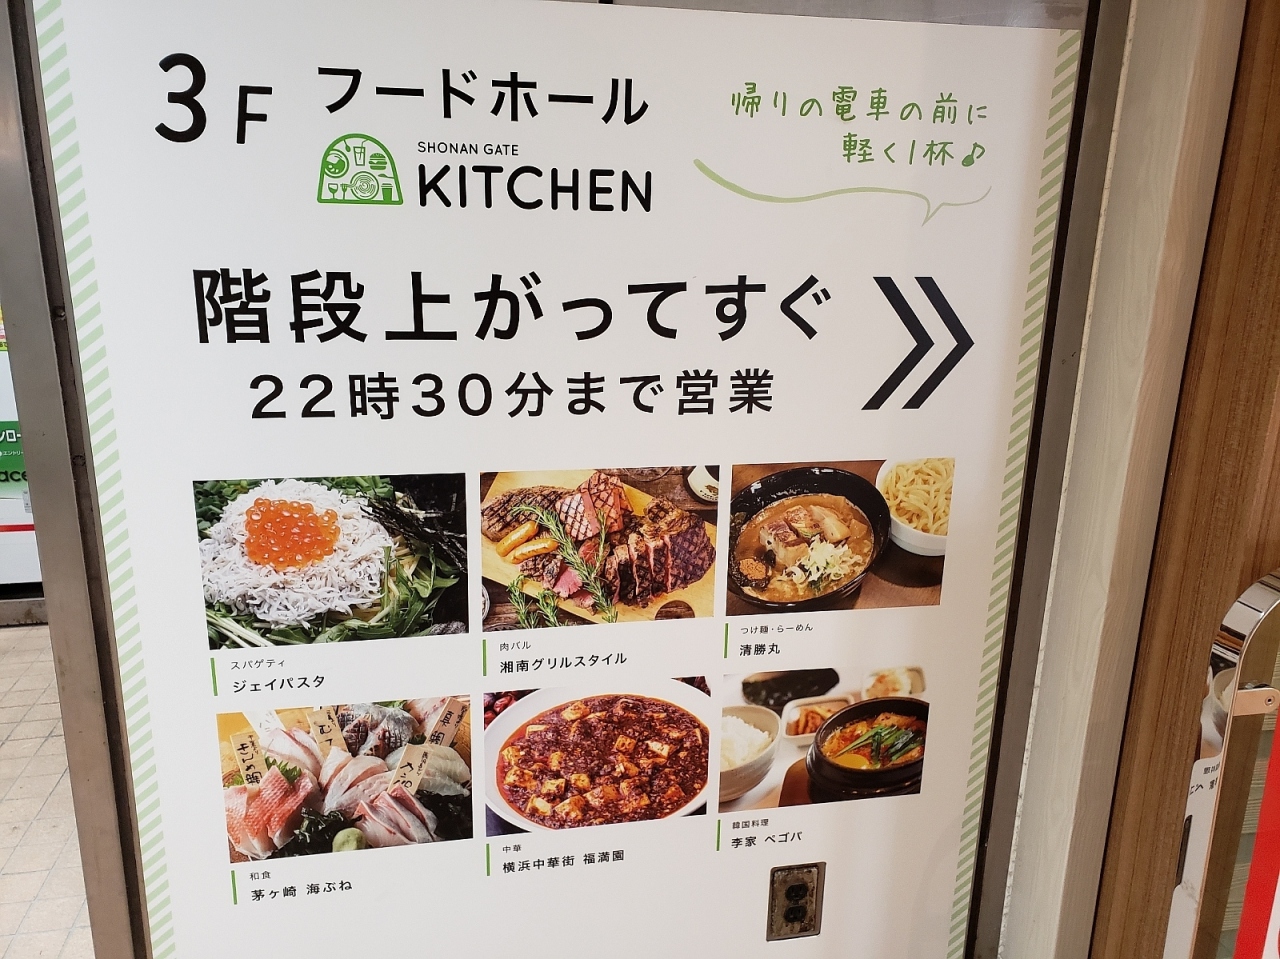 3F フードホール
SHONAN GATE
KITCHEN
帰りの電車の前に
軽く1杯♪
階段上がってすぐ
22時30分まで営業
スパゲティ
ジェイパスタ
肉バル
湘南グリルスタイル
つけ麺・らーめん
清勝丸
和食
茅ヶ崎 海ぶね
中華
横浜中華街 福満園
韓国料理
李家 ペゴパ